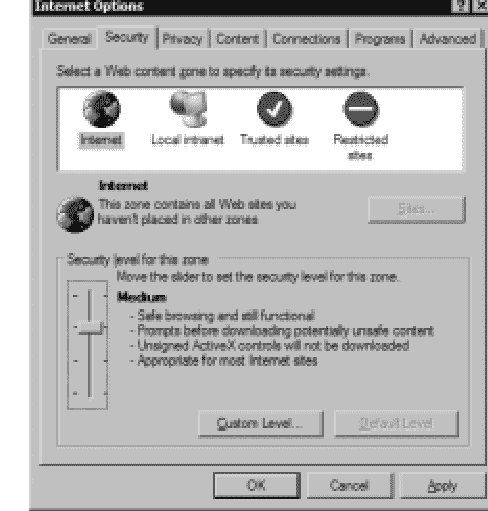 Internet Options
General Security Privacy Content Connections Programs Advanced
Select a Web content zone to specify its security settings.
Internet Local intranet Trusted sites Restricted sites
Internet
This zone contains all Web sites you
haven't placed in other zones
Sites...
Security level for this zone
Move the slider to set the security level for this zone.
Medium
- Safe browsing and still functional
- Prompts before downloading potentially unsafe content
- Unsigned ActiveX controls will not be downloaded
- Appropriate for most Internet sites
Custom Level... Default Level
OK Cancel Apply